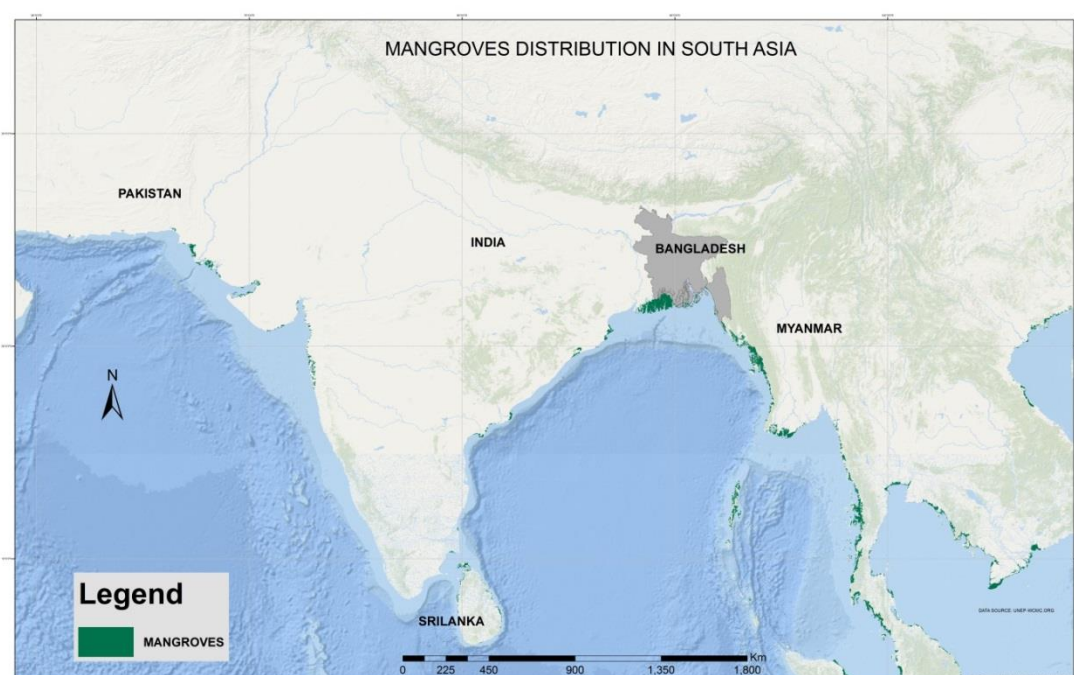 MANGROVES DISTRIBUTION IN SOUTH ASIA
PAKISTAN
INDIA
BANGLADESH
MYANMAR
N
Legend
MANGROVES
SRILANKA
DATA SOURCE: UNEP-WCMC.ORG
Km
0 225 450 900 1,350 1,800